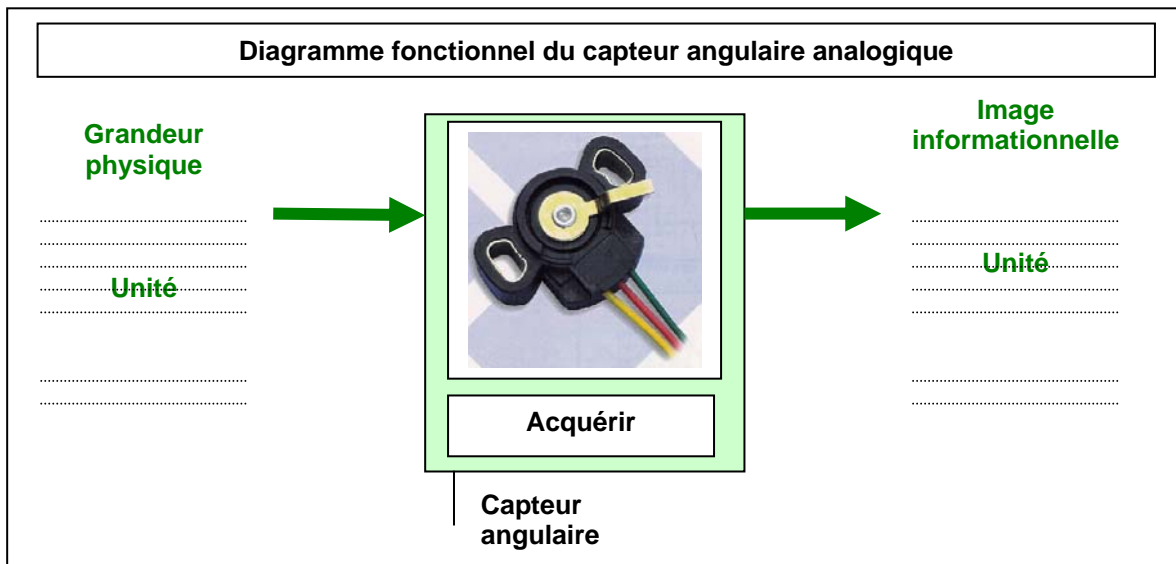 Diagramme fonctionnel du capteur angulaire analogique
Grandeur
physique
Unité
Acquérir
Capteur
angulaire
Image
informationnelle
Unité